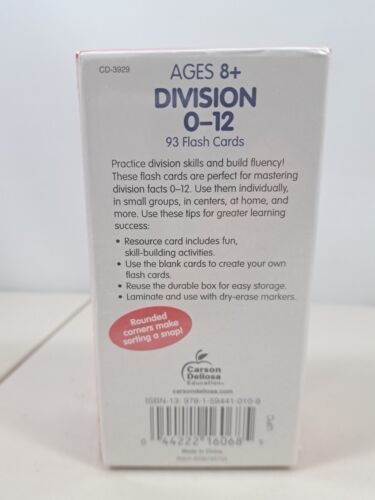 CD-3929
AGES 8+
DIVISION
0–12
93 Flash Cards
Practice division skills and build fluency!
These flash cards are perfect for mastering
division facts 0–12. Use them individually,
in small groups, in centers, at home, and
more. Use these tips for greater learning
success:
• Resource card includes fun,
skill-building activities.
• Use the blank cards to create your own
flash cards.
• Reuse the durable box for easy storage.
• Laminate and use with dry-erase markers.
Rounded
corners make
sorting a snap!
Carson
Dellosa
Education
carsondellosa.com
ISBN-13: 978-1-59441-010-9
UPC
0 44222 16068 5
Made in China